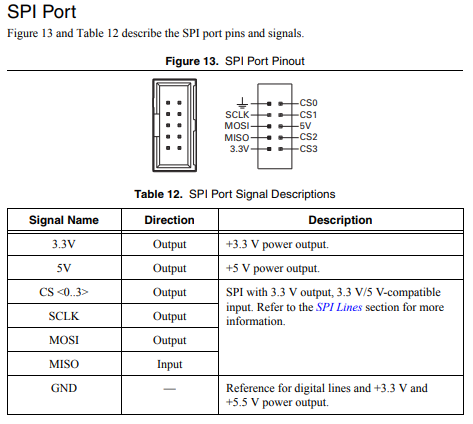 SPI Port
Figure 13 and Table 12 describe the SPI port pins and signals.
Figure 13. SPI Port Pinout
CS0
SCLK CS1
MOSI 5V
MISO CS2
3.3V CS3
Table 12. SPI Port Signal Descriptions
Signal Name Direction Description
3.3V Output +3.3 V power output.
5V Output +5 V power output.
CS <0..3> Output SPI with 3.3 V output, 3.3 V/5 V-compatible
input. Refer to the SPI Lines section for more
SCLK Output information.
MOSI Output
MISO Input
GND — Reference for digital lines and +3.3 V and
+5.5 V power output.